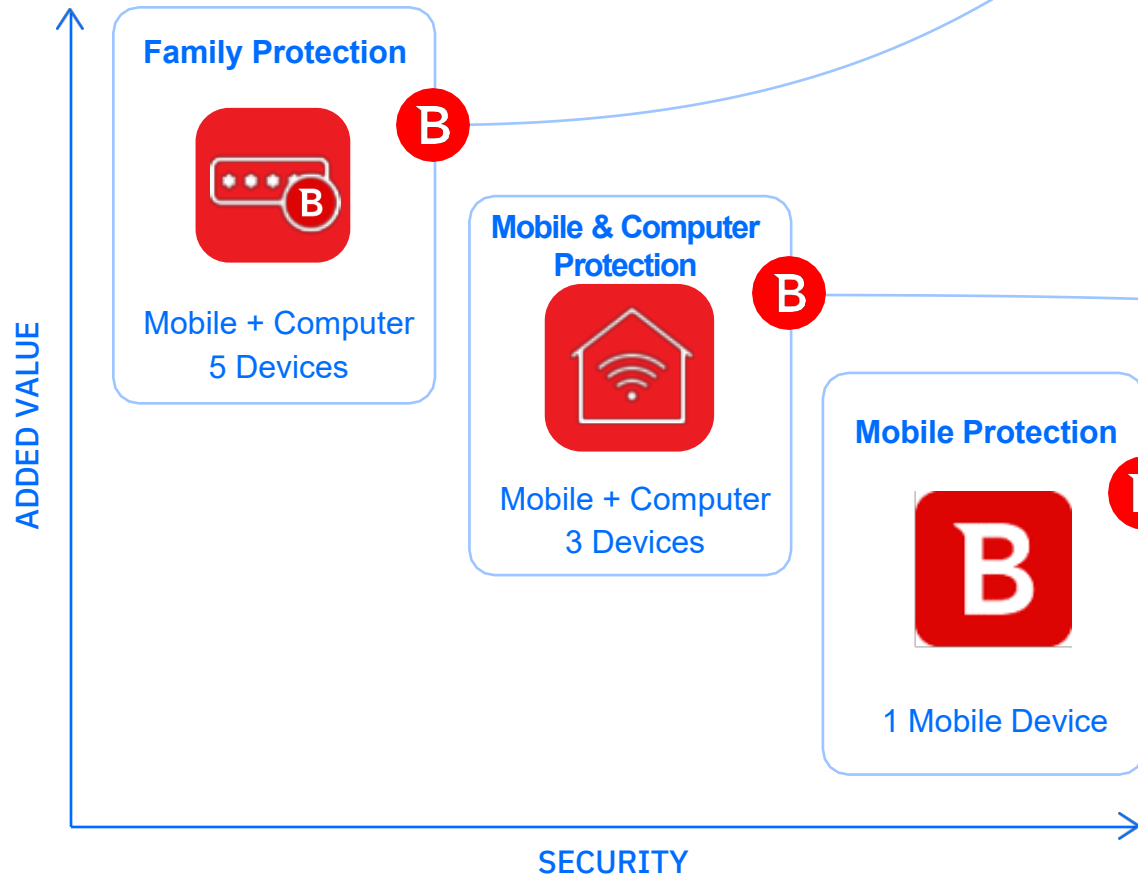 Family Protection
B
B
Mobile + Computer
5 Devices
Mobile & Computer
Protection
B
Mobile + Computer
3 Devices
Mobile Protection
B
1 Mobile Device
ADDED VALUE
SECURITY